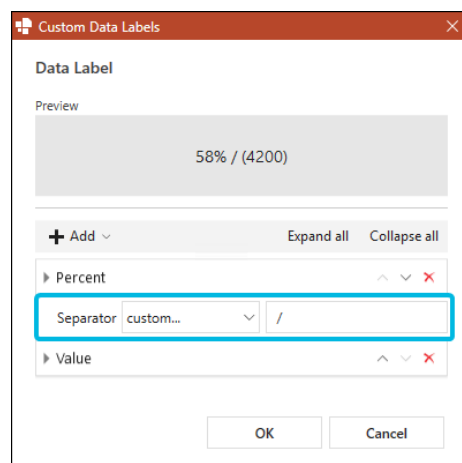 Custom Data Labels
Data Label
Preview
58% / (4200)
Add Expand all Collapse all
Percent
Separator custom... /
Value
OK Cancel